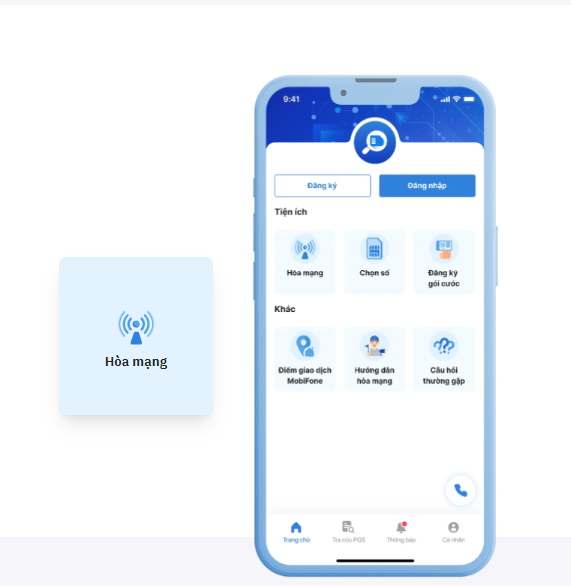 9:41
Đăng ký
Đăng nhập
Tiện ích
Hòa mạng
Chọn số
Đăng ký
gói cước
Khác
Điểm giao dịch
MobiFone
Hướng dẫn
hòa mạng
Câu hỏi
thường gặp
Trang chủ
Tra cứu PGS
Thông báo
Cá nhân
Hòa mạng